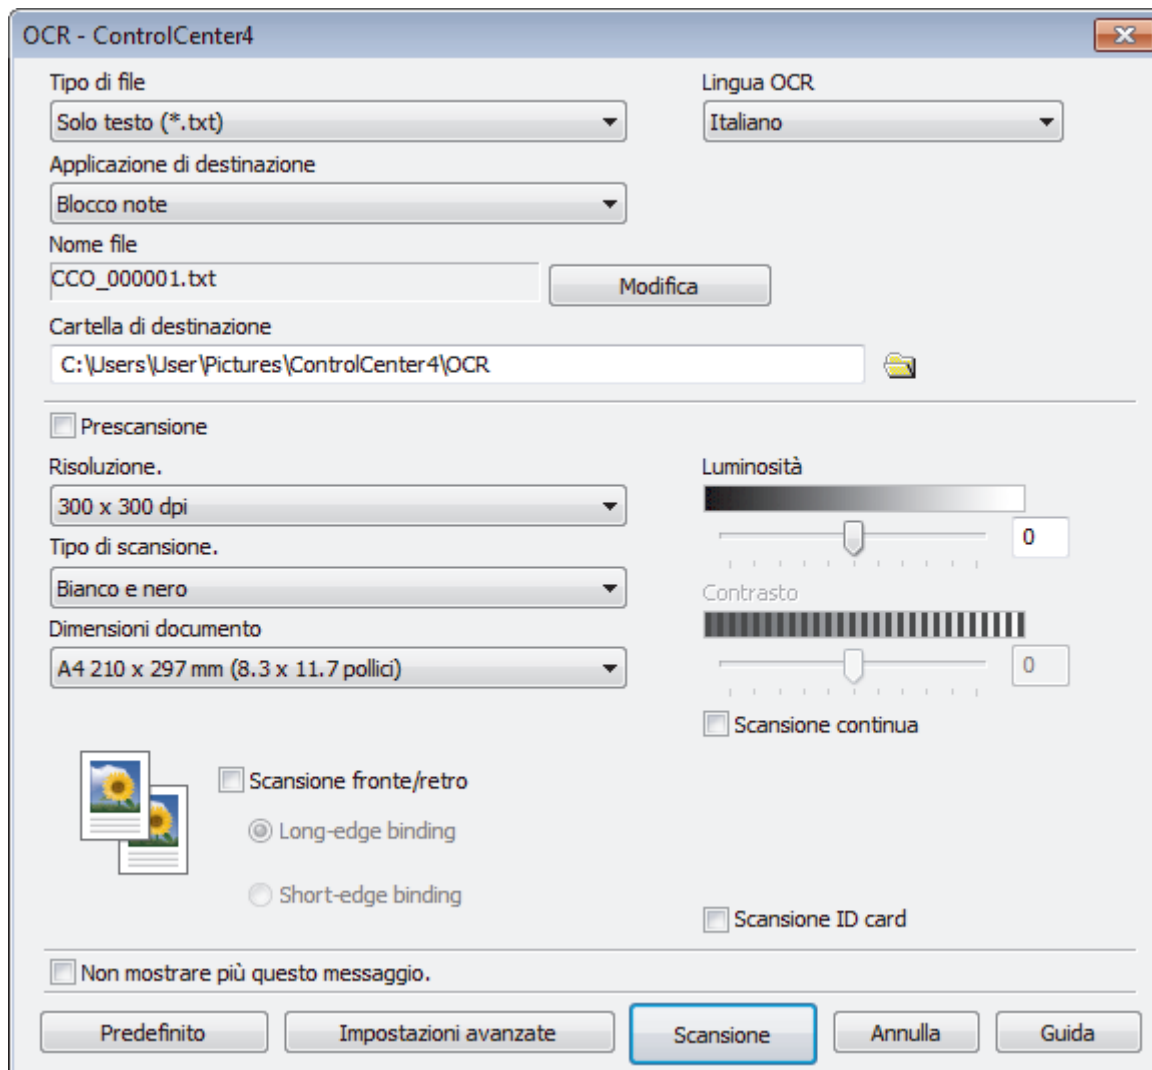 OCR - ControlCenter4
Tipo di file
Lingua OCR
Solo testo (*.txt)
Italiano
Applicazione di destinazione
Blocco note
Nome file
CCO_000001.txt
Modifica
Cartella di destinazione
C:\Users\User\Pictures\ControlCenter4\OCR
Prescansione
Risoluzione.
Luminosità
300 x 300 dpi
0
Tipo di scansione.
Bianco e nero
Contrasto
Dimensioni documento
A4 210 x 297 mm (8.3 x 11.7 pollici)
0
Scansione continua
Scansione fronte/retro
Long-edge binding
Short-edge binding
Scansione ID card
Non mostrare più questo messaggio.
Predefinito
Impostazioni avanzate
Scansione
Annulla
Guida